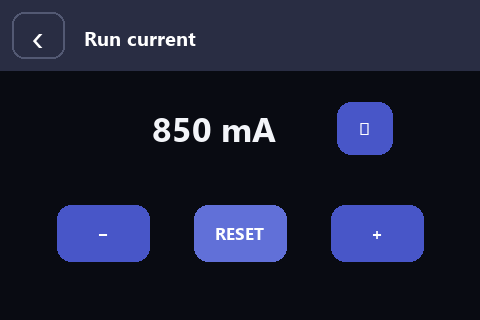 ‹ Run current
850 mA
− RESET +